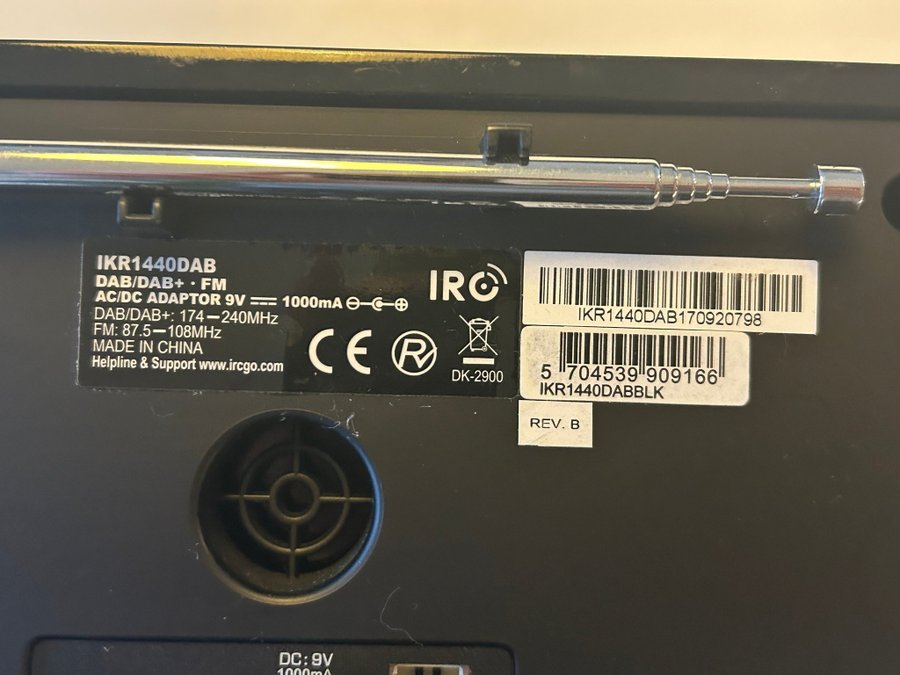 IKR1440DAB
DAB/DAB+ · FM
AC/DC ADAPTOR 9V ⎓ 1000mA ⊖-C-⊕
DAB/DAB+: 174-240MHz
FM: 87.5-108MHz
MADE IN CHINA
Helpline & Support www.ircgo.com
IRC
CE
RV
DK-2900
IKR1440DAB170920798
5 704539 909166
IKR1440DABBLK
REV. B
DC: 9V
1000mA